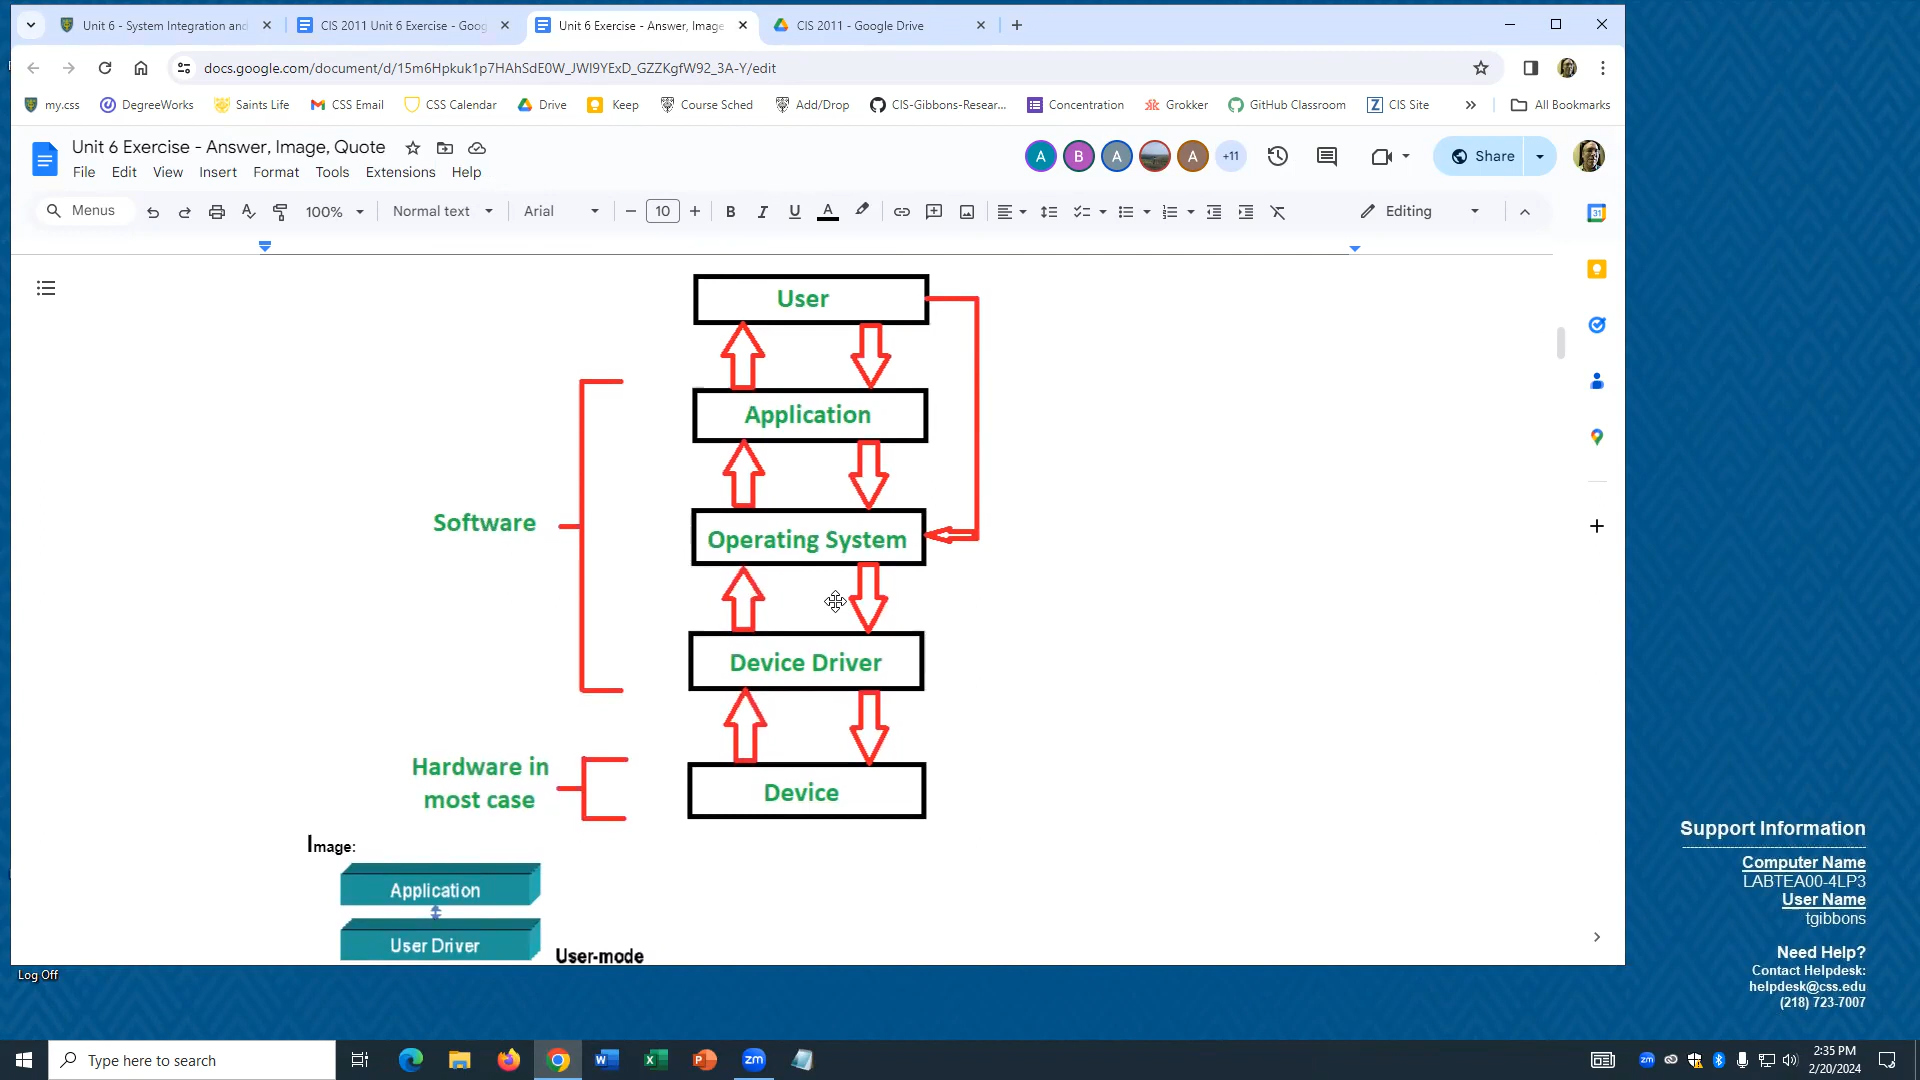 Unit 6 - System Integration and
CIS 2011 Unit 6 Exercise - Goog
Unit 6 Exercise - Answer, Image
CIS 2011 - Google Drive
docs.google.com/document/d/15m6Hpkuk1p7HAhSdE0W_JWI9YExD_GZZKgfW92_3A-Y/edit
my.css
DegreeWorks
Saints Life
CSS Email
CSS Calendar
Drive
Keep
Course Sched
Add/Drop
CIS-Gibbons-Resear...
Concentration
Grokker
GitHub Classroom
CIS Site
All Bookmarks
Unit 6 Exercise - Answer, Image, Quote
A
B
A
A
+11
Share
File Edit View Insert Format Tools Extensions Help
Menus
100%
Normal text
Arial
10
B
I
U
A
Editing
31
User
Application
Software
Operating System
Device Driver
Hardware in
most case
Device
Image:
Application
User Driver
User-mode
Support Information
Computer Name
LABTEA00-4LP3
User Name
tgibbons
Need Help?
Contact Helpdesk:
helpdesk@css.edu
(218) 723-7007
Log Off
Type here to search
zm
zm
2:35 PM
2/20/2024